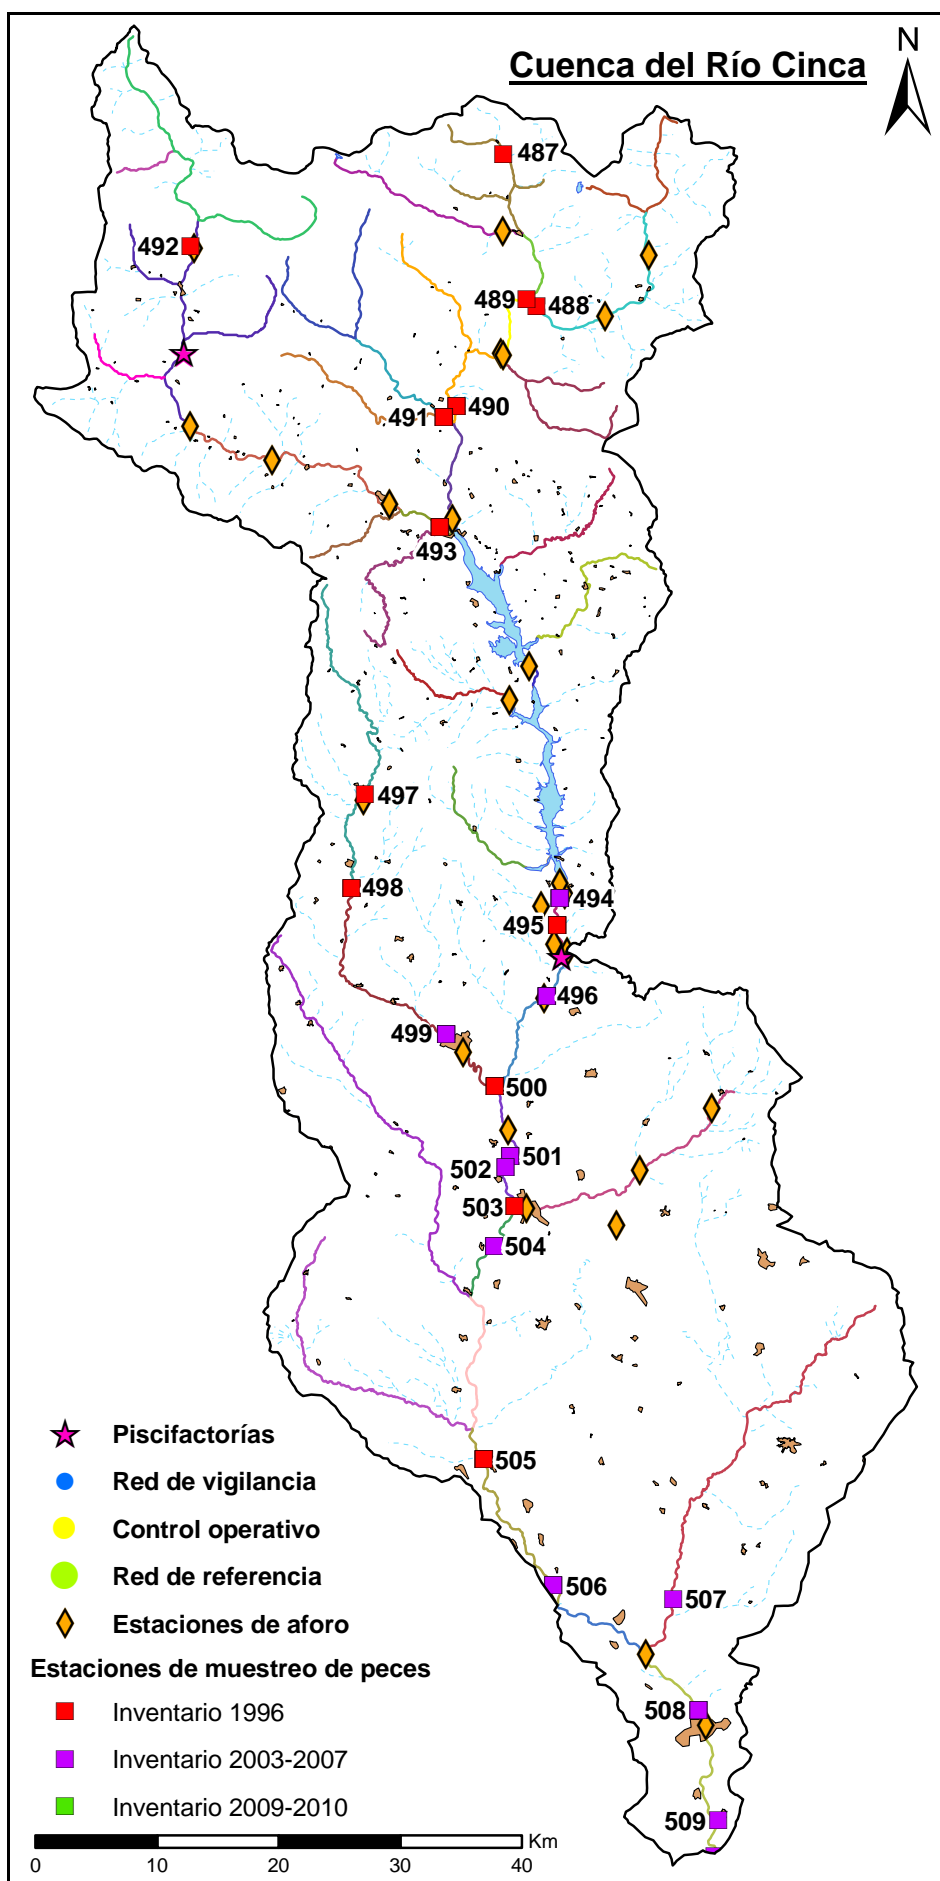 Cuenca del Río Cinca
N
487
492
489
488
490
491
493
497
498
494
495
496
499
500
501
502
503
504
505
506
507
508
509
Piscifactorías
Red de vigilancia
Control operativo
Red de referencia
Estaciones de aforo
Estaciones de muestreo de peces
Inventario 1996
Inventario 2003-2007
Inventario 2009-2010
Km
0 10 20 30 40